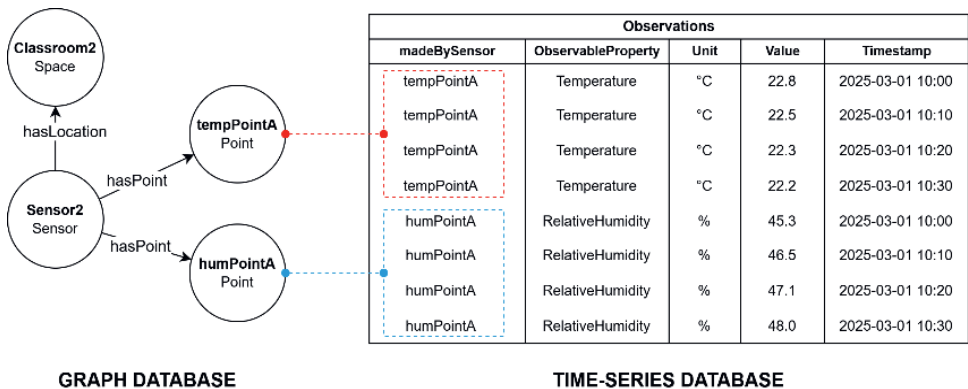 Classroom2
Space
hasLocation
Sensor2
Sensor
hasPoint
hasPoint
tempPointA
Point
humPointA
Point
GRAPH DATABASE
Observations
madeBySensor ObservableProperty Unit Value Timestamp
tempPointA Temperature °C 22.8 2025-03-01 10:00
tempPointA Temperature °C 22.5 2025-03-01 10:10
tempPointA Temperature °C 22.3 2025-03-01 10:20
tempPointA Temperature °C 22.2 2025-03-01 10:30
humPointA RelativeHumidity % 45.3 2025-03-01 10:00
humPointA RelativeHumidity % 46.5 2025-03-01 10:10
humPointA RelativeHumidity % 47.1 2025-03-01 10:20
humPointA RelativeHumidity % 48.0 2025-03-01 10:30
TIME-SERIES DATABASE